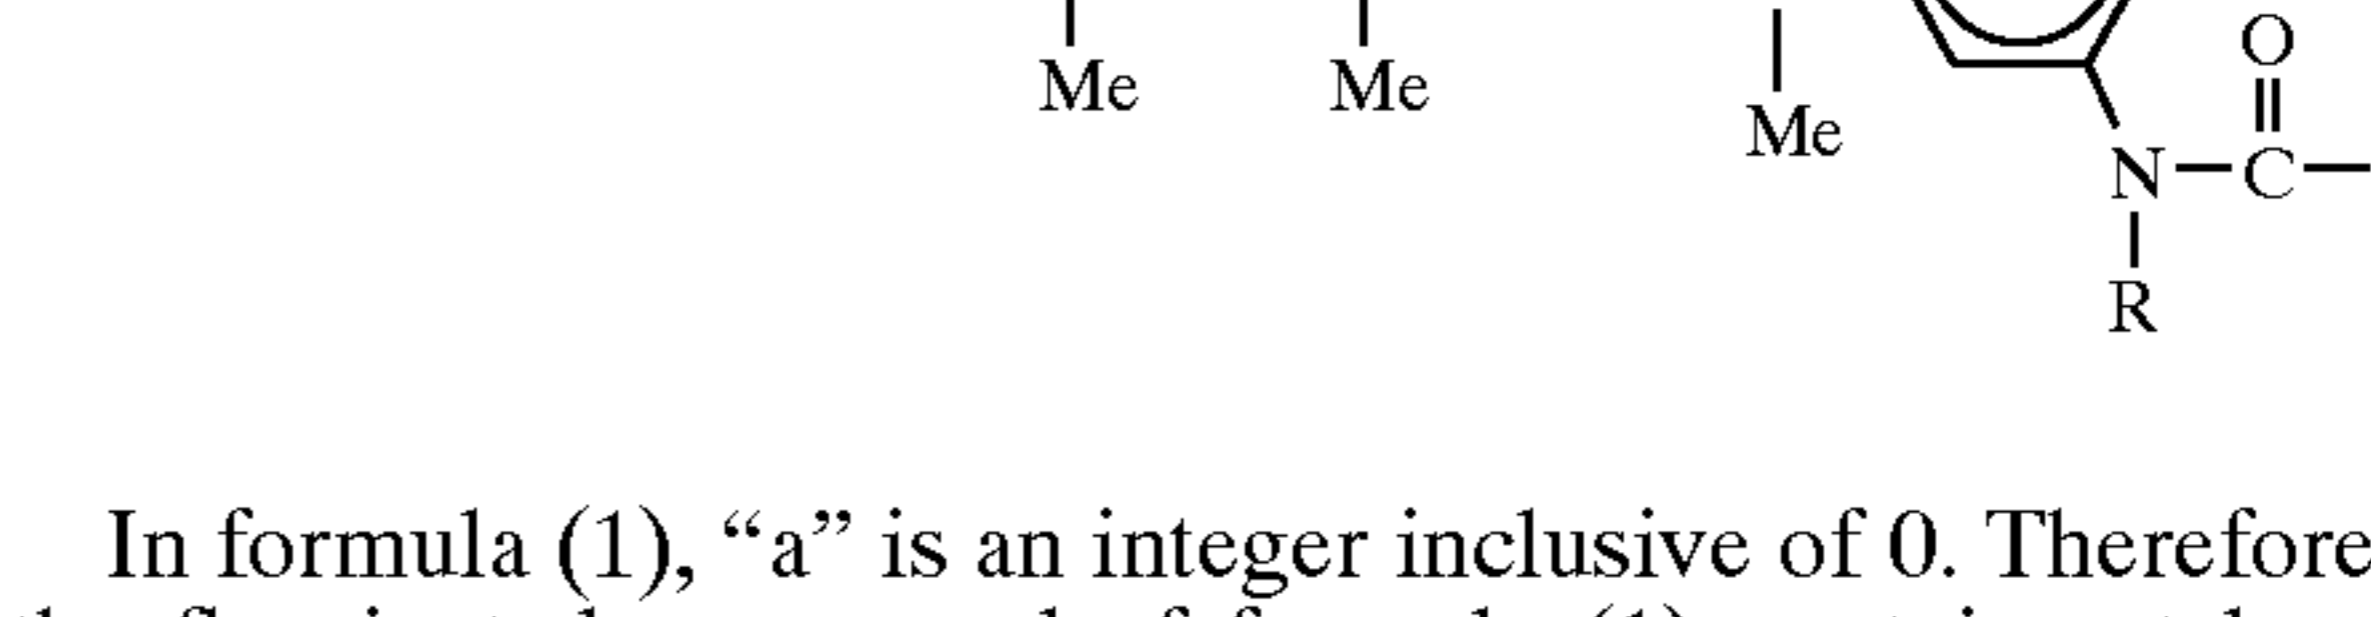 O
Me Me
Me
N C
R
In formula (1), “a” is an integer inclusive of 0. Therefore